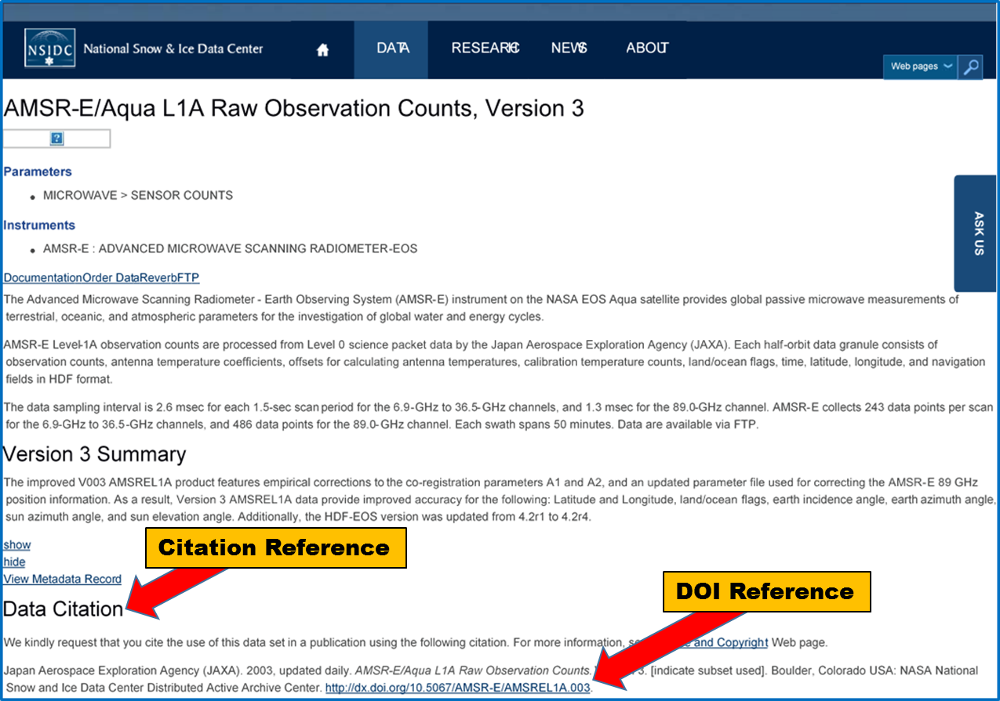 NSIDC National Snow & Ice Data Center DATA RESEARCH NEWS ABOUT
Web pages
AMSR-E/Aqua L1A Raw Observation Counts, Version 3
?
Parameters
• MICROWAVE > SENSOR COUNTS
Instruments
• AMSR-E : ADVANCED MICROWAVE SCANNING RADIOMETER-EOS
ASK US
DocumentationOrder DataReverbFTP
The Advanced Microwave Scanning Radiometer - Earth Observing System (AMSR-E) instrument on the NASA EOS Aqua satellite provides global passive microwave measurements of
terrestrial, oceanic, and atmospheric parameters for the investigation of global water and energy cycles.
AMSR-E Level-1A observation counts are processed from Level 0 science packet data by the Japan Aerospace Exploration Agency (JAXA). Each half-orbit data granule consists of
observation counts, antenna temperature coefficients, offsets for calculating antenna temperatures, calibration temperature counts, land/ocean flags, time, latitude, longitude, and navigation
fields in HDF format.
The data sampling interval is 2.6 msec for each 1.5-sec scan period for the 6.9-GHz to 36.5-GHz channels, and 1.3 msec for the 89.0-GHz channel. AMSR-E collects 243 data points per scan
for the 6.9-GHz to 36.5-GHz channels, and 486 data points for the 89.0-GHz channel. Each swath spans 50 minutes. Data are available via FTP.
Version 3 Summary
The improved V003 AMSREL1A product features empirical corrections to the co-registration parameters A1 and A2, and an updated parameter file used for correcting the AMSR-E 89 GHz
position information. As a result, Version 3 AMSREL1A data provide improved accuracy for the following: Latitude and Longitude, land/ocean flags, earth incidence angle, earth azimuth angle,
sun azimuth angle, and sun elevation angle. Additionally, the HDF-EOS version was updated from 4.2r1 to 4.2r4.
show
hide
View Metadata Record
Citation Reference
DOI Reference
Data Citation
We kindly request that you cite the use of this data set in a publication using the following citation. For more information, and Copyright Web page.
Japan Aerospace Exploration Agency (JAXA). 2003, updated daily. AMSR-E/Aqua L1A Raw Observation Counts. 3. [indicate subset used]. Boulder, Colorado USA: NASA National
Snow and Ice Data Center Distributed Active Archive Center. http://dx.doi.org/10.5067/AMSR-E/AMSREL1A.003.